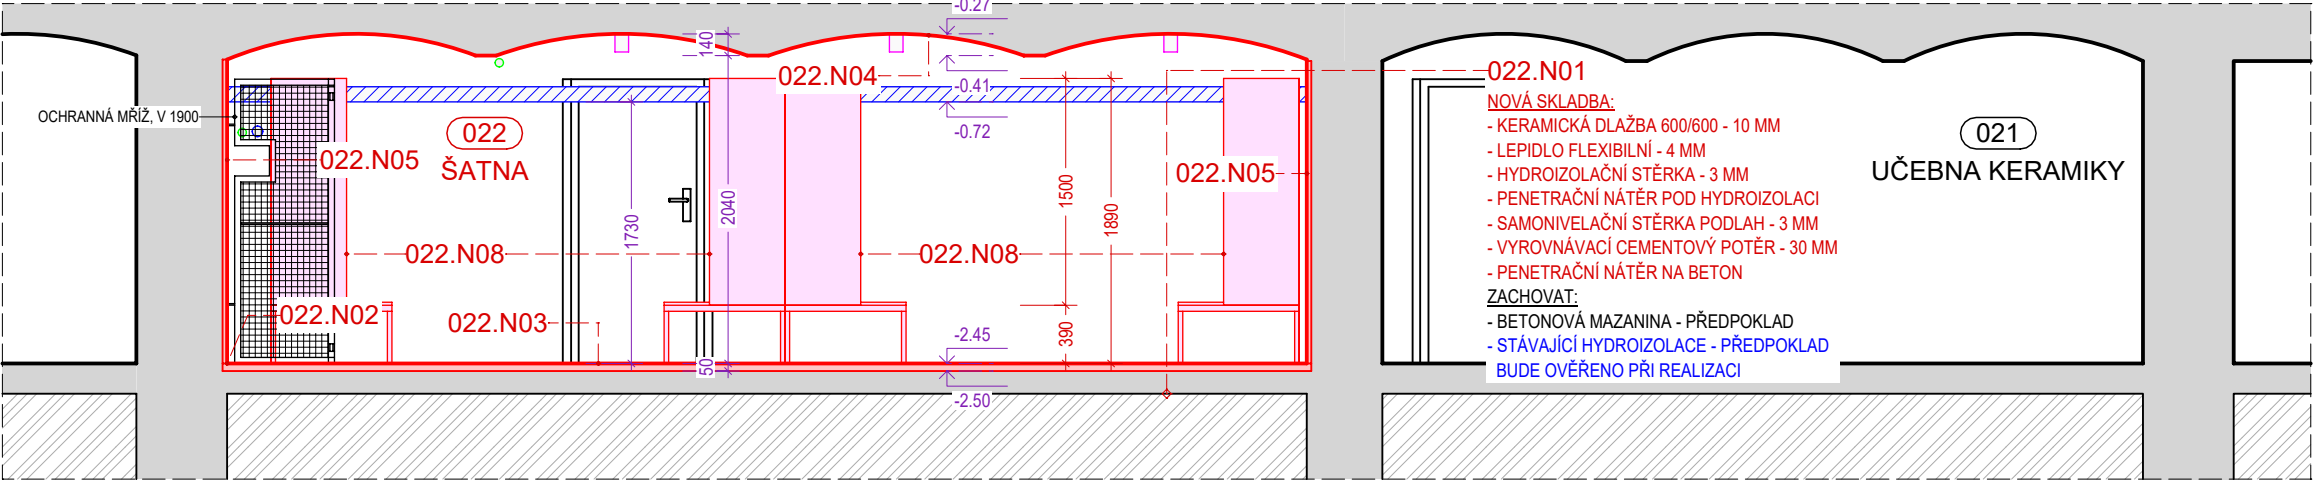 -0.27
140
022.N04
-0.41
-0.72
OCHRANNÁ MŘÍŽ, V 1900
022
ŠATNA
022.N05
022.N05
1730
2040
1500
1890
022.N08
022.N08
022.N02
022.N03
390
50
-2.45
-2.50
022.N01
NOVÁ SKLADBA:
- KERAMICKÁ DLAŽBA 600/600 - 10 MM
- LEPIDLO FLEXIBILNÍ - 4 MM
- HYDROIZOLAČNÍ STĚRKA - 3 MM
- PENETRAČNÍ NÁTĚR POD HYDROIZOLACI
- SAMONIVELAČNÍ STĚRKA PODLAH - 3 MM
- VYROVNÁVACÍ CEMENTOVÝ POTĚR - 30 MM
- PENETRAČNÍ NÁTĚR NA BETON
ZACHOVAT:
- BETONOVÁ MAZANINA - PŘEDPOKLAD
- STÁVAJÍCÍ HYDROIZOLACE - PŘEDPOKLAD
BUDE OVĚŘENO PŘI REALIZACI
021
UČEBNA KERAMIKY